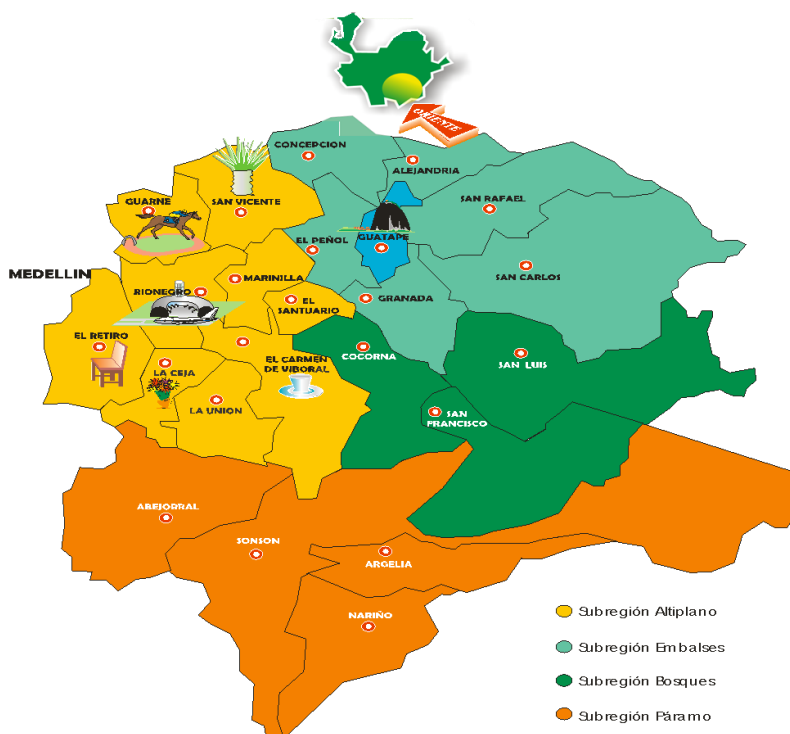 ORIENTE
CONCEPCION
ALEJANDRIA
GUARNE
SAN VICENTE
SAN RAFAEL
EL PEÑOL
GUATAPE
MEDELLIN
MARINILLA
SAN CARLOS
RIONEGRO
EL
SANTUARIO
GRANADA
EL RETIRO
COCORNA
EL CARMEN
DE VIBORAL
SAN LUIS
LA CEJA
LA UNION
SAN
FRANCISCO
ABEJORRAL
SONSON
ARGELIA
NARIÑO
Subregión Altiplano
Subregión Embalses
Subregión Bosques
Subregión Páramo